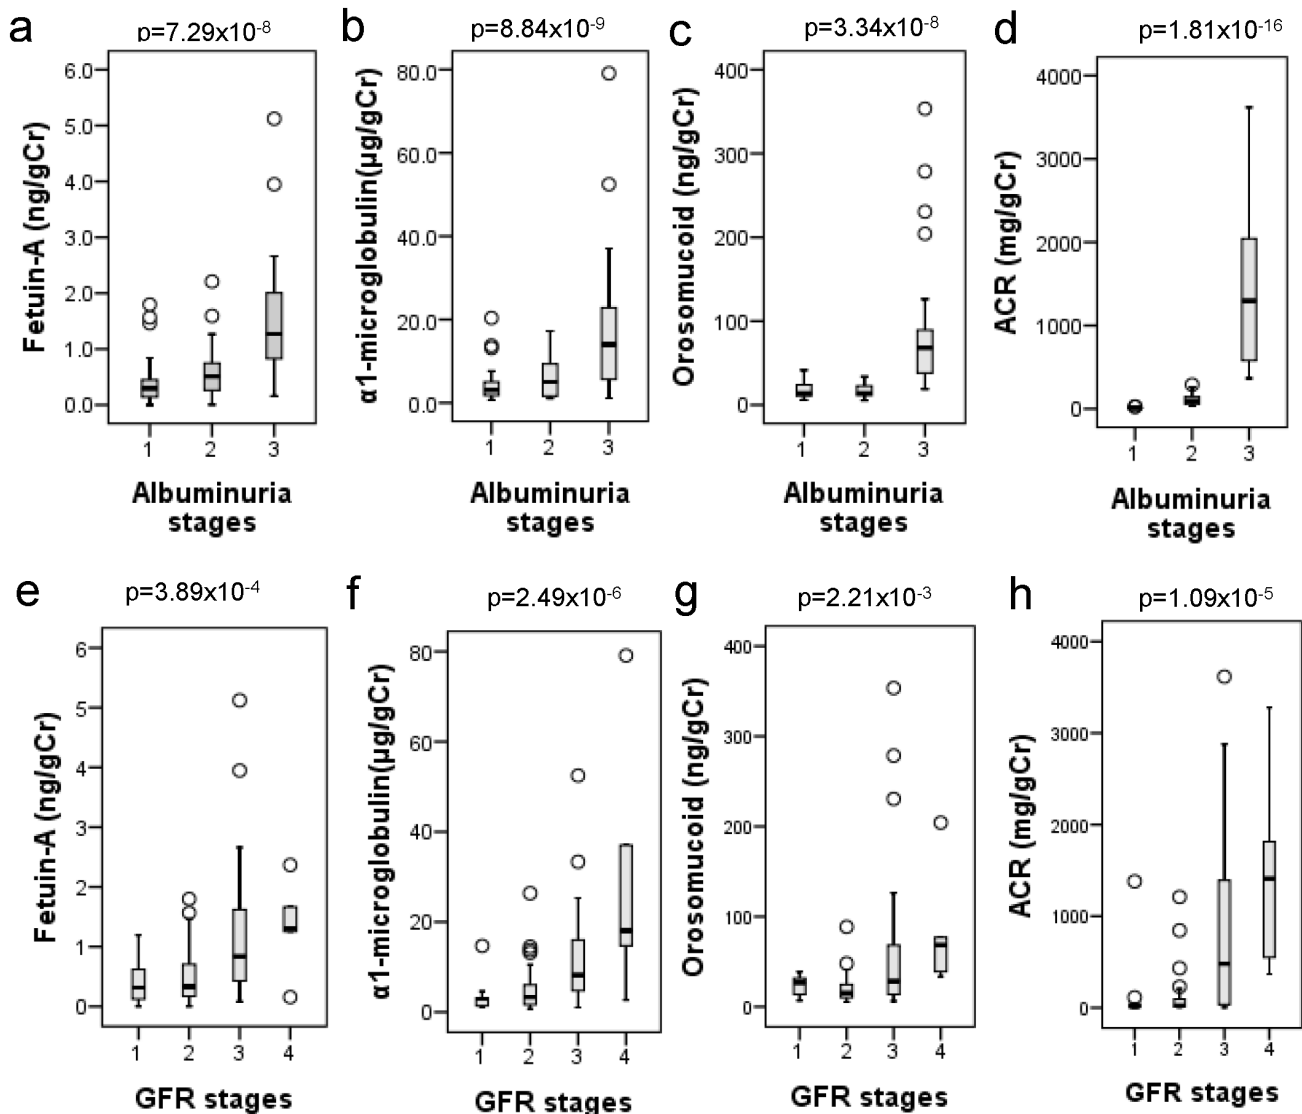 a
p=7.29x10-8
Fetuin-A (ng/gCr)
6.0
5.0
4.0
3.0
2.0
1.0
0.0
1 2 3
Albuminuria
stages
b
p=8.84x10-9
α1-microglobulin(µg/gCr)
80.0
60.0
40.0
20.0
0.0
1 2 3
Albuminuria
stages
c
p=3.34x10-8
Orosomucoid (ng/gCr)
400
300
200
100
0
1 2 3
Albuminuria
stages
d
p=1.81x10-16
ACR (mg/gCr)
4000
3000
2000
1000
0
1 2 3
Albuminuria
stages
e
p=3.89x10-4
Fetuin-A (ng/gCr)
6
5
4
3
2
1
0
1 2 3 4
GFR stages
f
p=2.49x10-6
α1-microglobulin(µg/gCr)
80
60
40
20
0
1 2 3 4
GFR stages
g
p=2.21x10-3
Orosomucoid (ng/gCr)
400
300
200
100
0
1 2 3 4
GFR stages
h
p=1.09x10-5
ACR (mg/gCr)
4000
3000
2000
1000
0
1 2 3 4
GFR stages